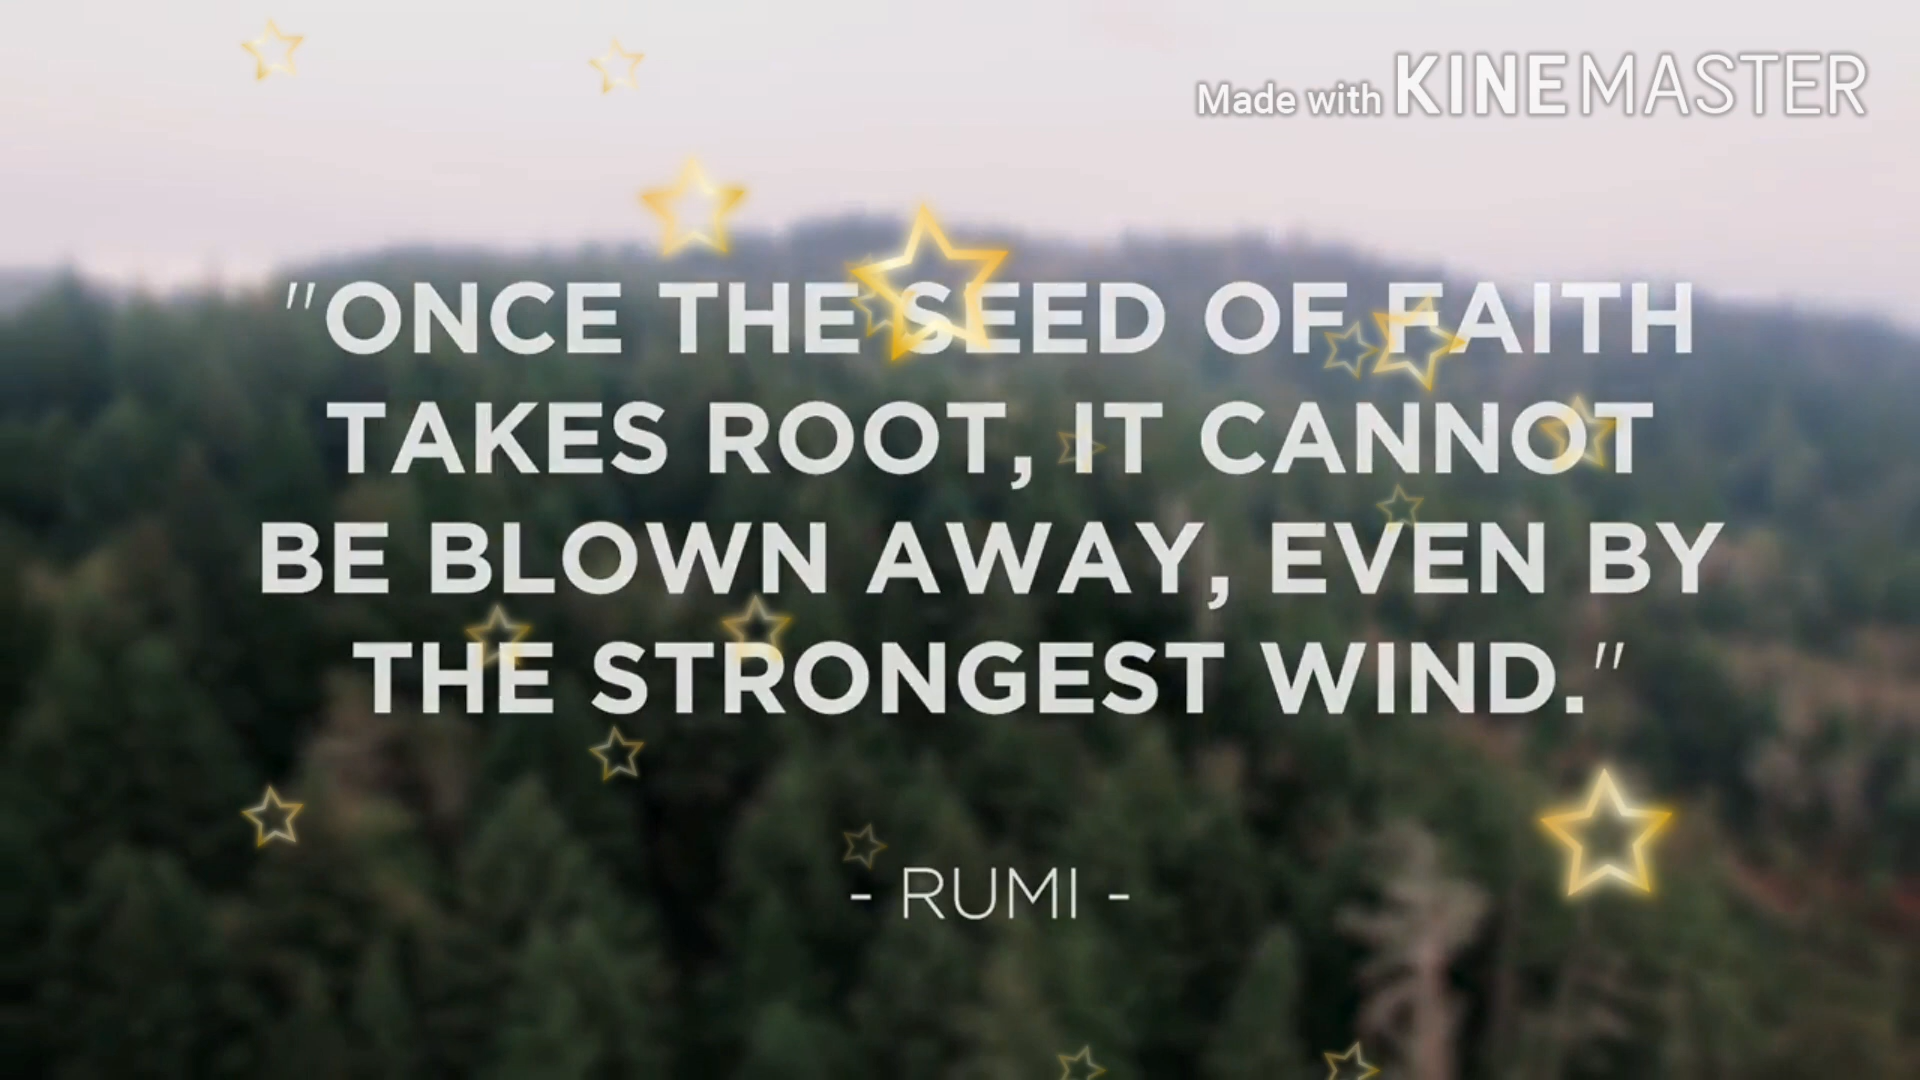 Made with KINEMASTER
"ONCE THE SEED OF FAITH
TAKES ROOT, IT CANNOT
BE BLOWN AWAY, EVEN BY
THE STRONGEST WIND."
- RUMI -